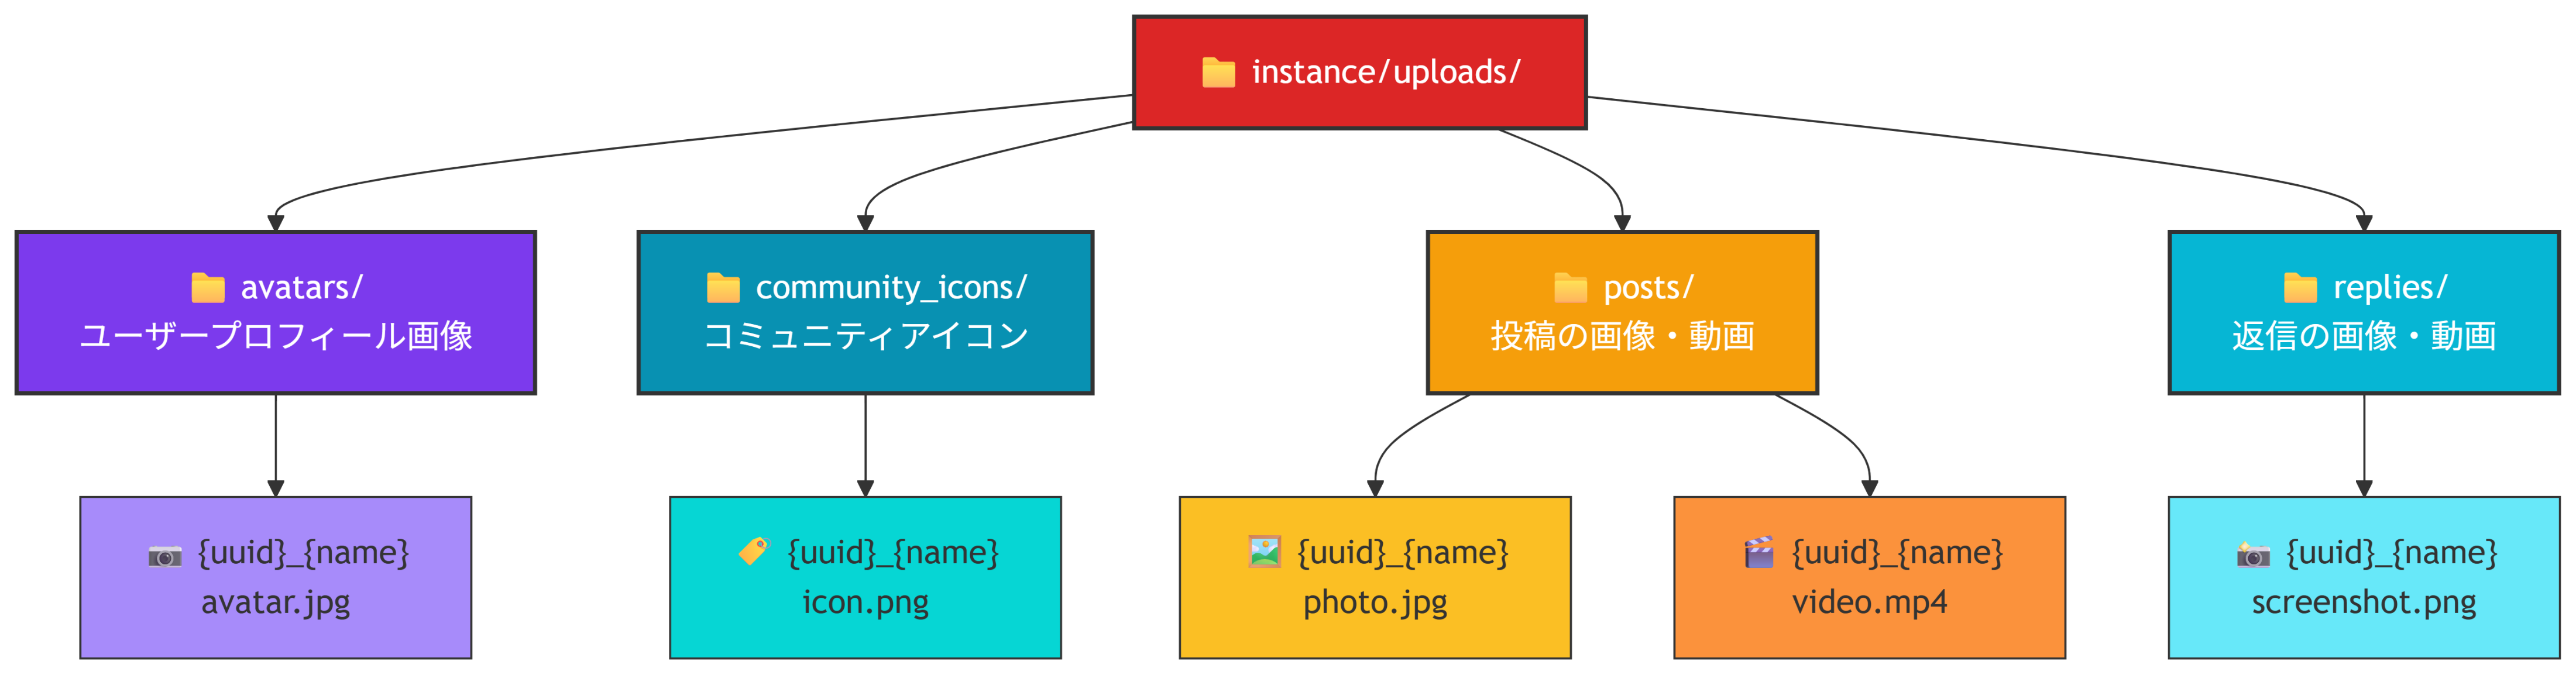 📁 instance/uploads/
📁 avatars/
ユーザープロフィール画像
📁 community_icons/
コミュニティアイコン
📁 posts/
投稿の画像・動画
📁 replies/
返信の画像・動画
📷 {uuid}_{name}
avatar.jpg
🏷️ {uuid}_{name}
icon.png
🖼️ {uuid}_{name}
photo.jpg
🎬 {uuid}_{name}
video.mp4
📸 {uuid}_{name}
screenshot.png